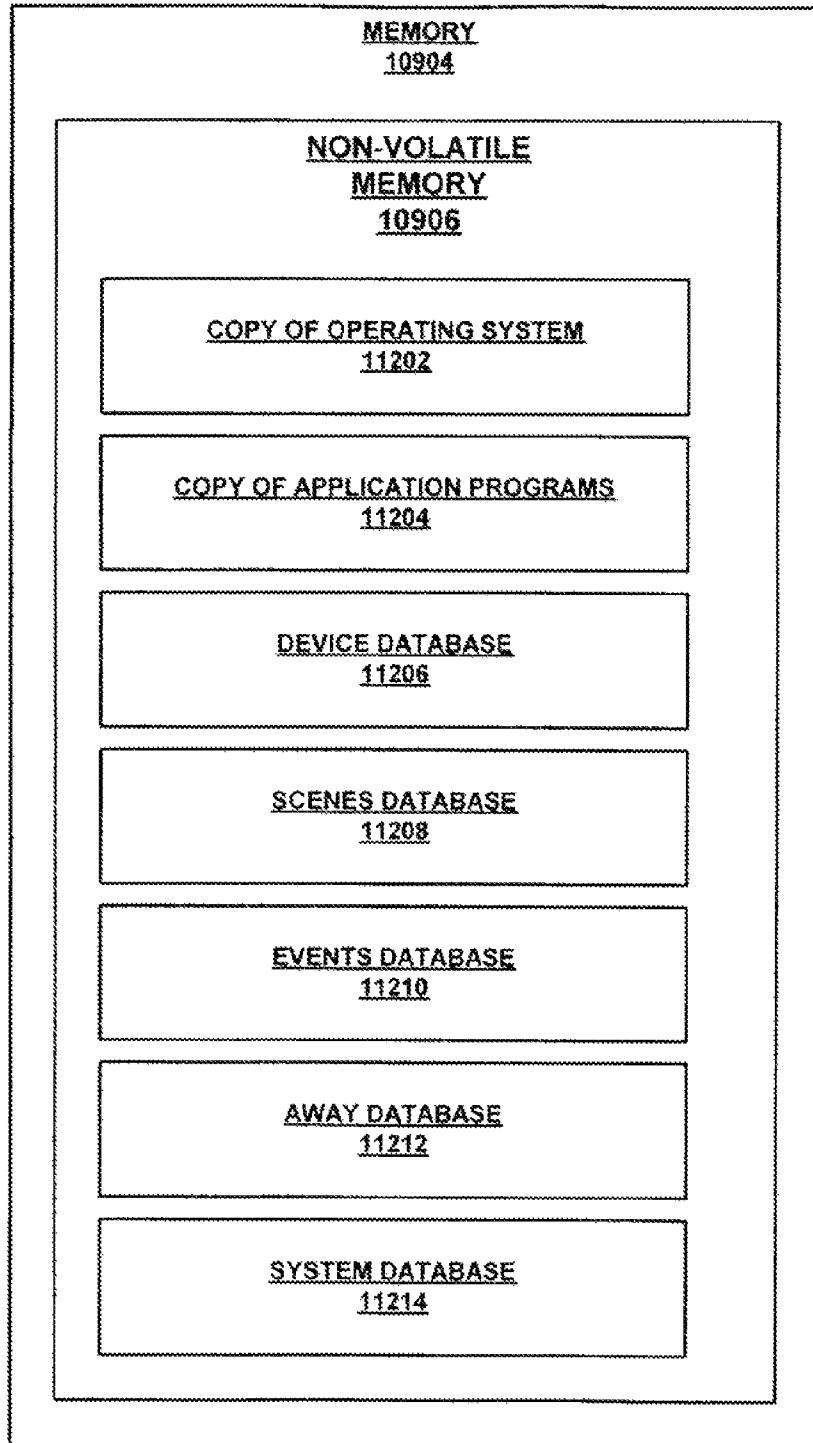 MEMORY
10904
NON-VOLATILE
MEMORY
10906
COPY OF OPERATING SYSTEM
11202
COPY OF APPLICATION PROGRAMS
11204
DEVICE DATABASE
11206
SCENES DATABASE
11208
EVENTS DATABASE
11210
AWAY DATABASE
11212
SYSTEM DATABASE
11214